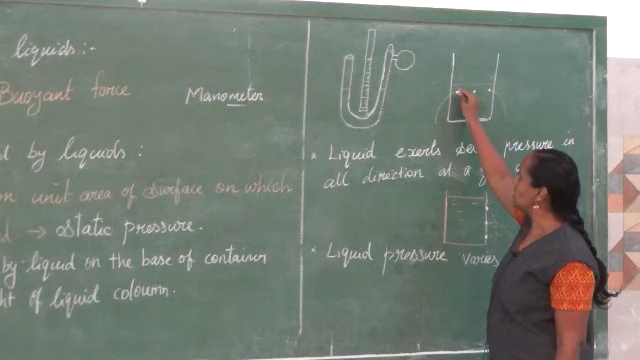 liquids:-
Buoyant force
Manometer
d by liquids :
on unit area of surface on which
d → Static pressure.
by liquid on the base of container
ht of liquid coloumn.
* Liquid exerts pressure in
all direction at a
* Liquid pressure varies